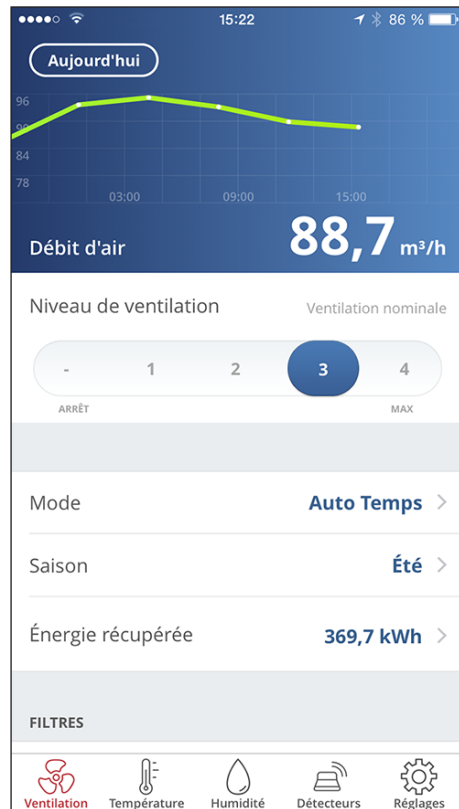 15:22 86 %
Aujourd'hui
96
90
84
78
03:00 09:00 15:00
Débit d'air 88,7 m³/h
Niveau de ventilation Ventilation nominale
- 1 2 3 4
ARRÊT MAX
Mode Auto Temps
Saison Été
Énergie récupérée 369,7 kWh
FILTRES
Ventilation Température Humidité Détecteurs Réglages